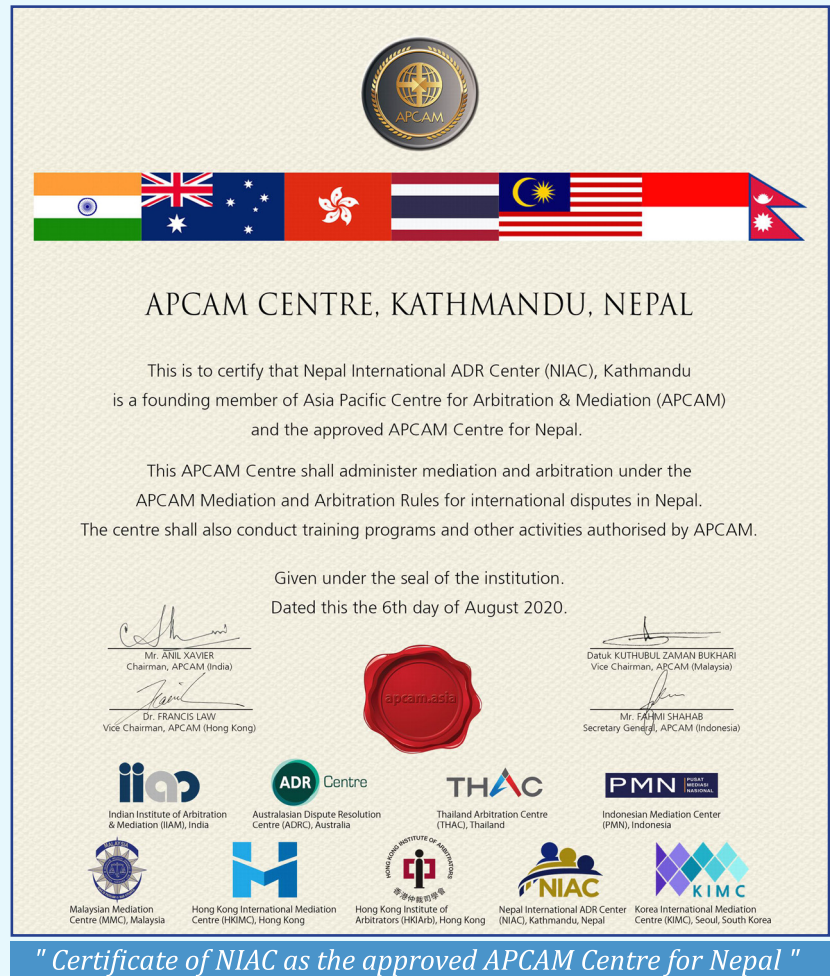 APCAM
APCAM CENTRE, KATHMANDU, NEPAL
This is to certify that Nepal International ADR Center (NIAC), Kathmandu
is a founding member of Asia Pacific Centre for Arbitration & Mediation (APCAM)
and the approved APCAM Centre for Nepal.
This APCAM Centre shall administer mediation and arbitration under the
APCAM Mediation and Arbitration Rules for international disputes in Nepal.
The centre shall also conduct training programs and other activities authorised by APCAM.
Given under the seal of the institution.
Dated this the 6th day of August 2020.
Mr. ANIL XAVIER
Chairman, APCAM (India)
Datuk KUTHUBUL ZAMAN BUKHARI
Vice Chairman, APCAM (Malaysia)
apcam.asia
Dr. FRANCIS LAW
Vice Chairman, APCAM (Hong Kong)
Mr. FAHMI SHAHAB
Secretary General, APCAM (Indonesia)
iiam
Indian Institute of Arbitration
& Mediation (IIAM), India
ADR Centre
Australasian Dispute Resolution
Centre (ADRC), Australia
THAC
Thailand Arbitration Centre
(THAC), Thailand
PMN PUSAT
MEDIASI
NASIONAL
Indonesian Mediation Center
(PMN), Indonesia
MALAYSIA
Malaysian Mediation
Centre (MMC), Malaysia
Hong Kong International Mediation
Centre (HKIMC), Hong Kong
HONG KONG INSTITUTE OF ARBITRATORS
香港仲裁司學會
Hong Kong Institute of
Arbitrators (HKIArb), Hong Kong
NIAC
Nepal International ADR Center
(NIAC), Kathmandu, Nepal
KIMC
Korea International Mediation
Centre (KIMC), Seoul, South Korea
" Certificate of NIAC as the approved APCAM Centre for Nepal "